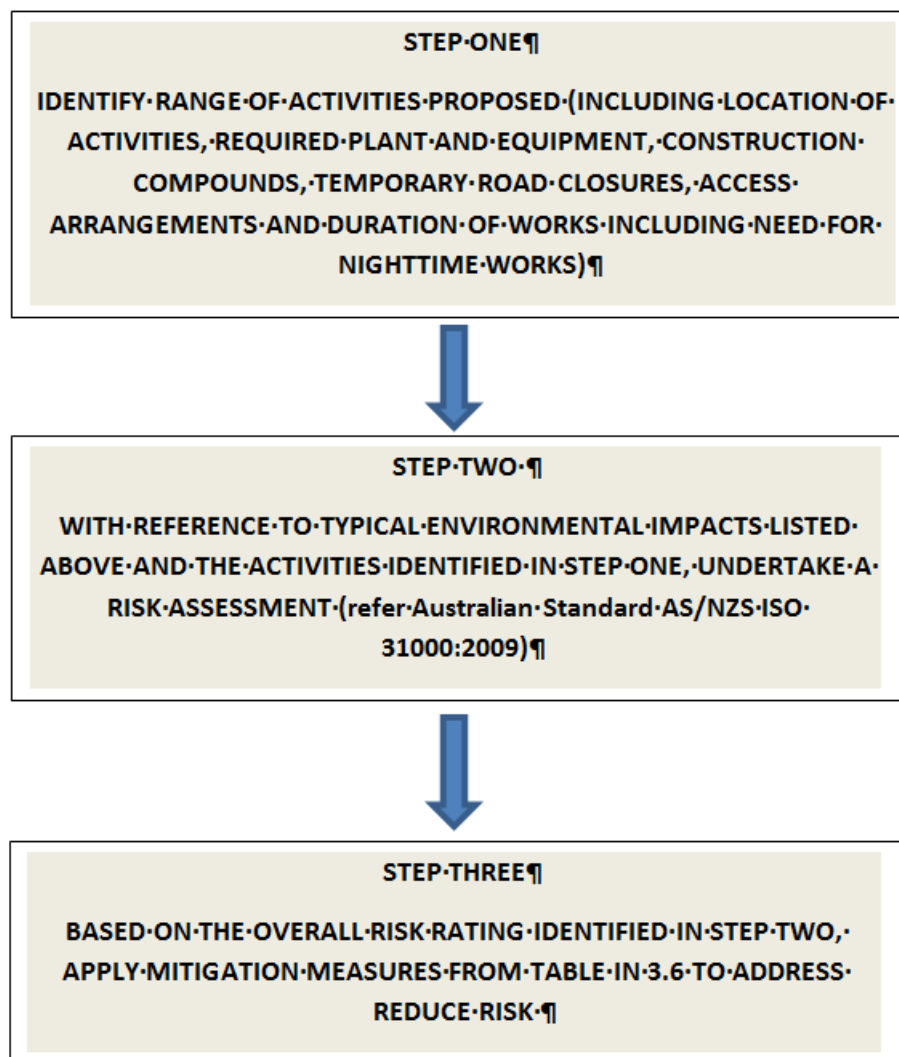 STEP·ONE¶
IDENTIFY·RANGE·OF·ACTIVITIES·PROPOSED·(INCLUDING·LOCATION·OF·
ACTIVITIES,·REQUIRED·PLANT·AND·EQUIPMENT,·CONSTRUCTION·
COMPOUNDS,·TEMPORARY·ROAD·CLOSURES,·ACCESS·
ARRANGEMENTS·AND·DURATION·OF·WORKS·INCLUDING·NEED·FOR·
NIGHTTIME·WORKS)¶
STEP·TWO·¶
WITH·REFERENCE·TO·TYPICAL·ENVIRONMENTAL·IMPACTS·LISTED·
ABOVE·AND·THE·ACTIVITIES·IDENTIFIED·IN·STEP·ONE,·UNDERTAKE·A·
RISK·ASSESSMENT·(refer·Australian·Standard·AS/NZS·ISO·
31000:2009)¶
STEP·THREE¶
BASED·ON·THE·OVERALL·RISK·RATING·IDENTIFIED·IN·STEP·TWO,·
APPLY·MITIGATION·MEASURES·FROM·TABLE·IN·3.6·TO·ADDRESS·
REDUCE·RISK·¶